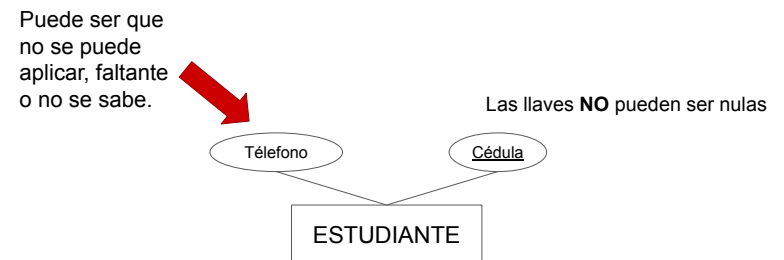 Puede ser que
no se puede
aplicar, faltante
o no se sabe.
Las llaves NO pueden ser nulas
Télefono
Cédula
ESTUDIANTE